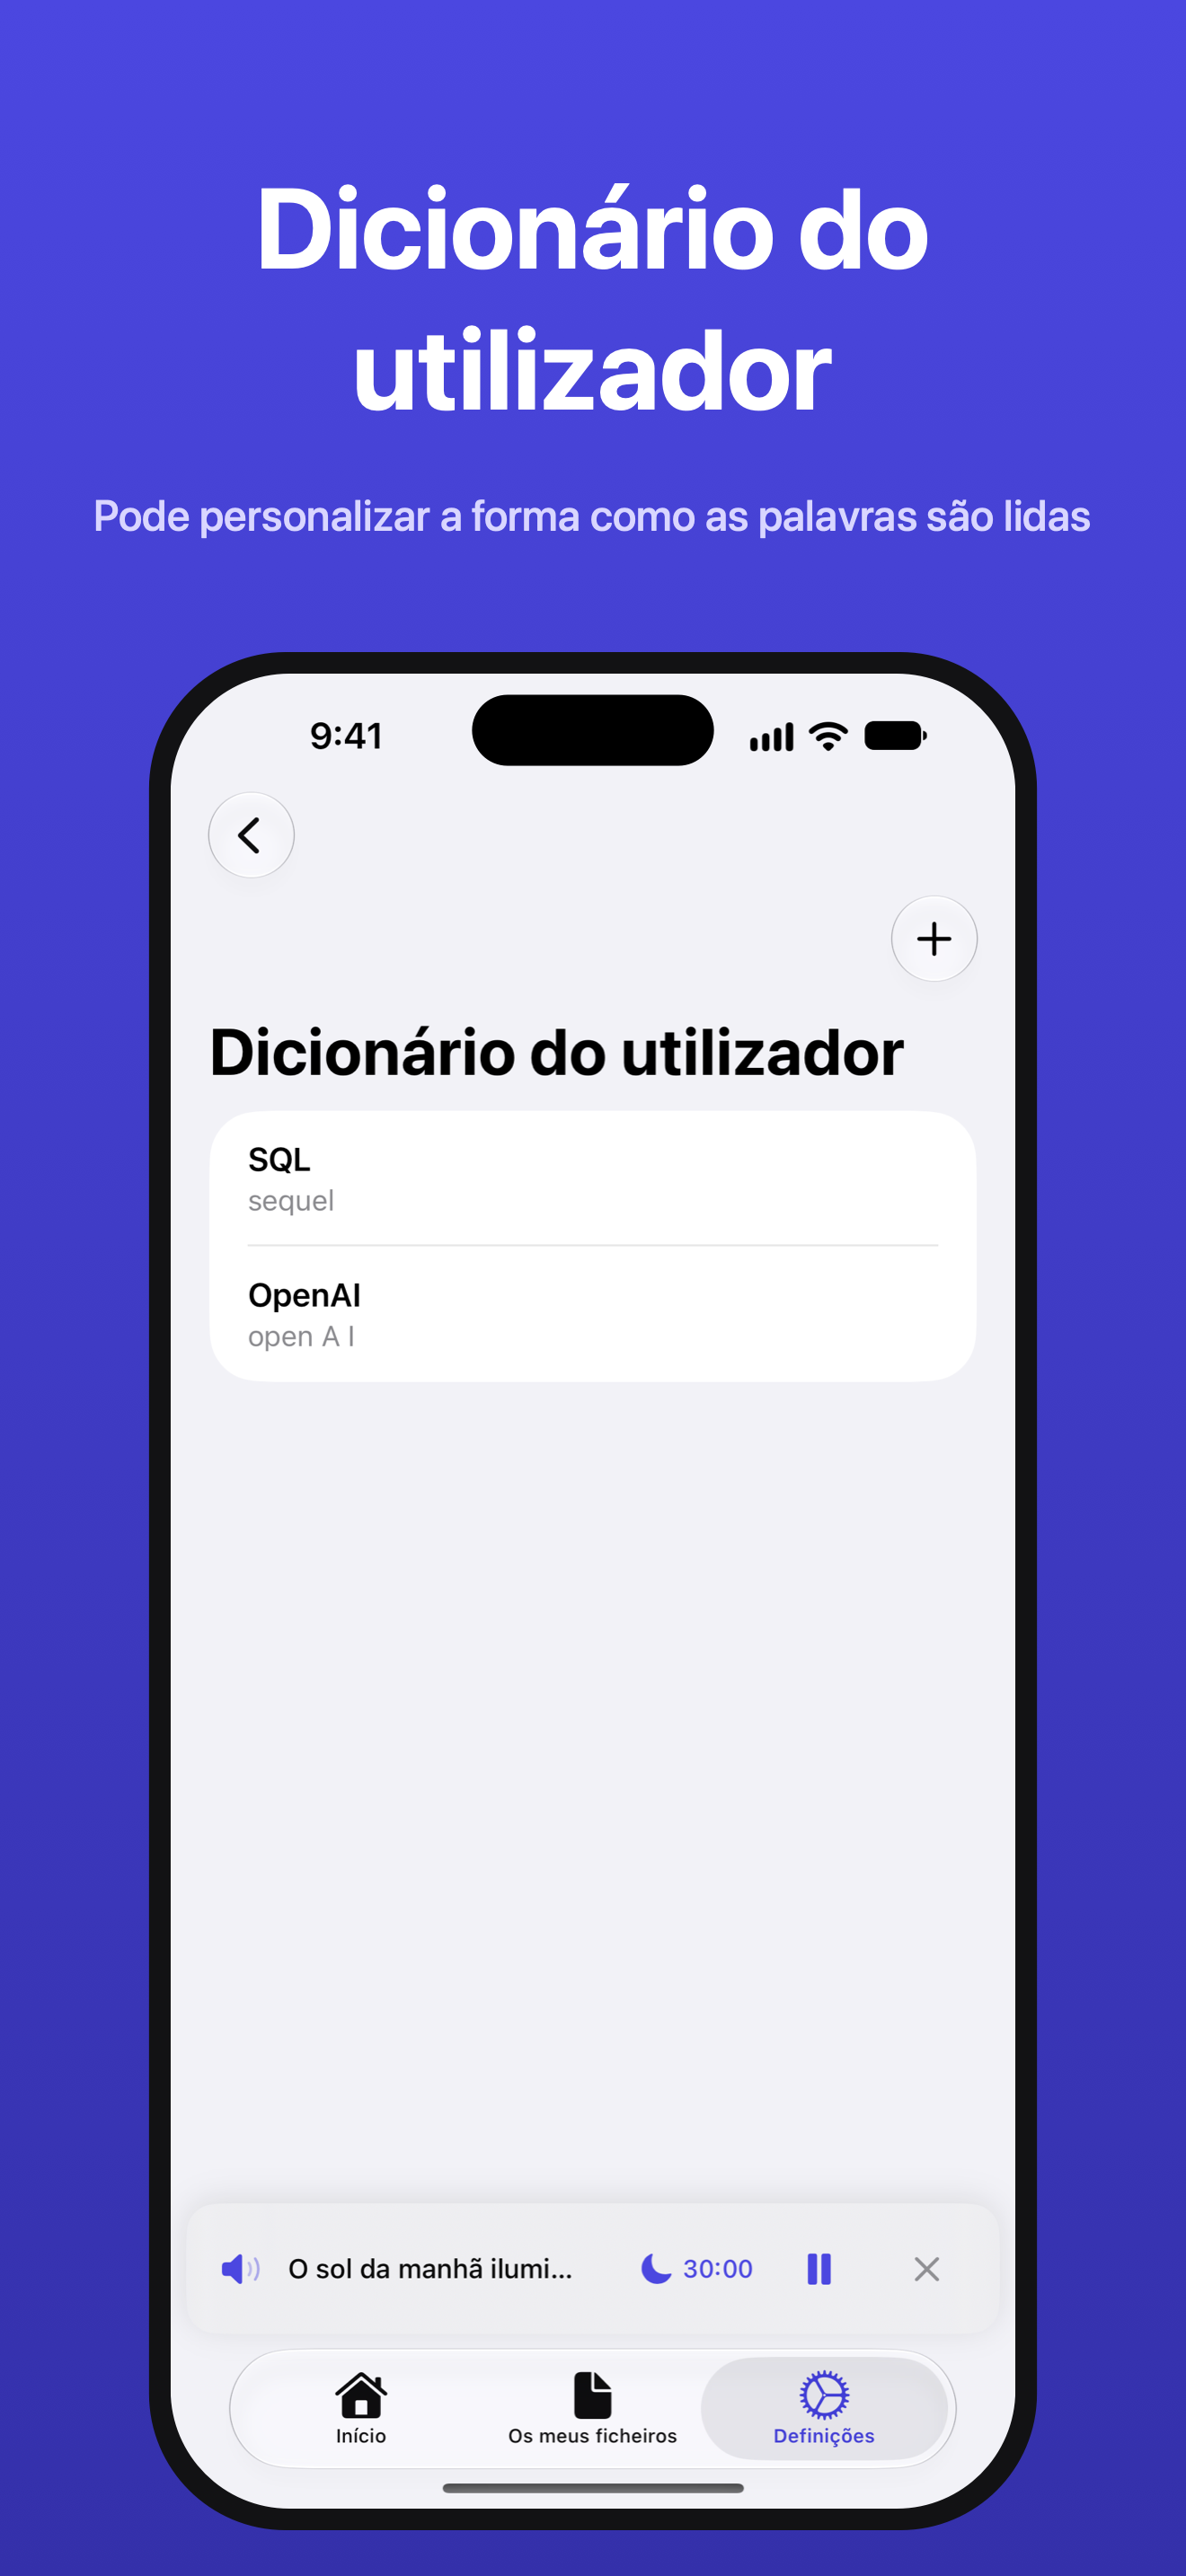 Dicionário do
utilizador
Pode personalizar a forma como as palavras são lidas
9:41
Dicionário do utilizador
SQL
sequel
OpenAI
open A I
O sol da manhã ilumi...
30:00
Início
Os meus ficheiros
Definições